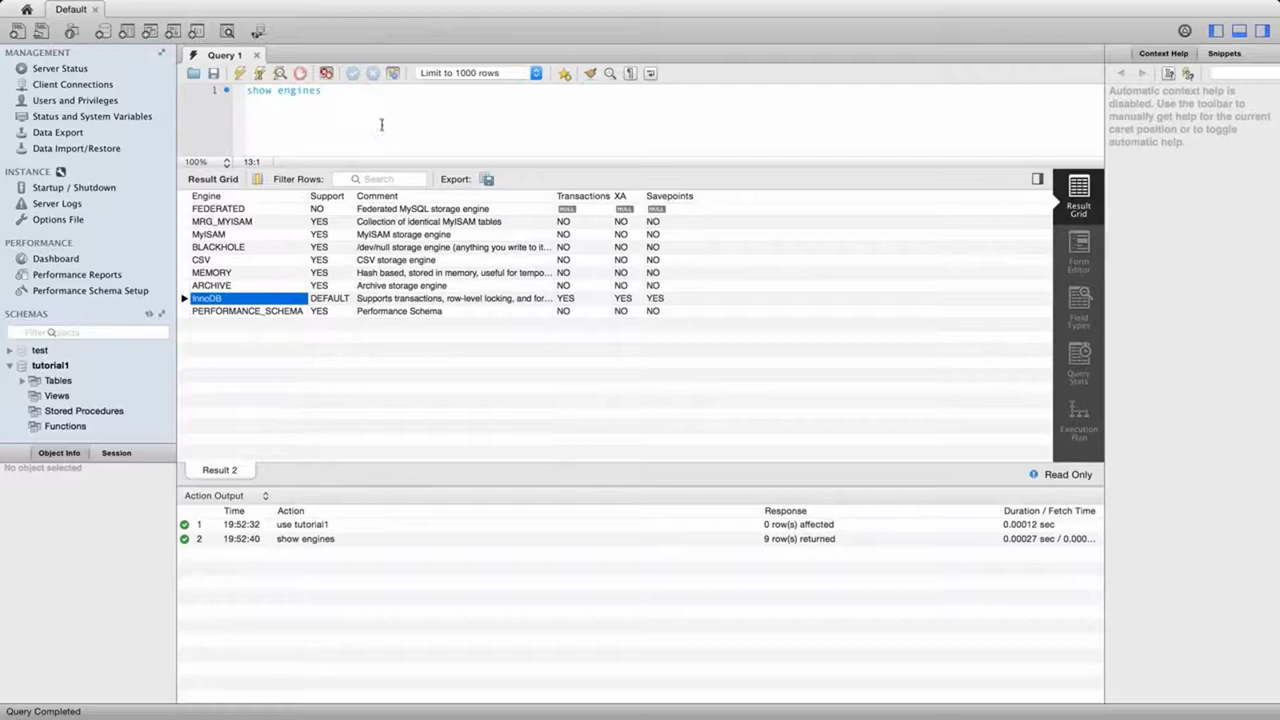 Default
MANAGEMENT
Server Status
Client Connections
Users and Privileges
Status and System Variables
Data Export
Data Import/Restore
INSTANCE
Startup / Shutdown
Server Logs
Options File
PERFORMANCE
Dashboard
Performance Reports
Performance Schema Setup
SCHEMAS
Filter objects
test
tutorial1
Tables
Views
Stored Procedures
Functions
Object Info Session
No object selected
Query 1
Limit to 1000 rows
1 show engines
100% 13:1
Result Grid Filter Rows: Search Export:
Engine Support Comment Transactions XA Savepoints
FEDERATED NO Federated MySQL storage engine NULL NULL NULL
MRG_MYISAM YES Collection of identical MyISAM tables NO NO NO
MyISAM YES MyISAM storage engine NO NO NO
BLACKHOLE YES /dev/null storage engine (anything you write to it... NO NO NO
CSV YES CSV storage engine NO NO NO
MEMORY YES Hash based, stored in memory, useful for tempo... NO NO NO
ARCHIVE YES Archive storage engine NO NO NO
InnoDB DEFAULT Supports transactions, row-level locking, and for... YES YES YES
PERFORMANCE_SCHEMA YES Performance Schema NO NO NO
Result 2
Read Only
Result
Grid
Form
Editor
Field
Types
Query
Stats
Execution
Plan
Action Output
Time Action Response Duration / Fetch Time
1 19:52:32 use tutorial1 0 row(s) affected 0.00012 sec
2 19:52:40 show engines 9 row(s) returned 0.00027 sec / 0.000...
Context Help Snippets
Automatic context help is
disabled. Use the toolbar to
manually get help for the current
caret position or to toggle
automatic help.
Query Completed